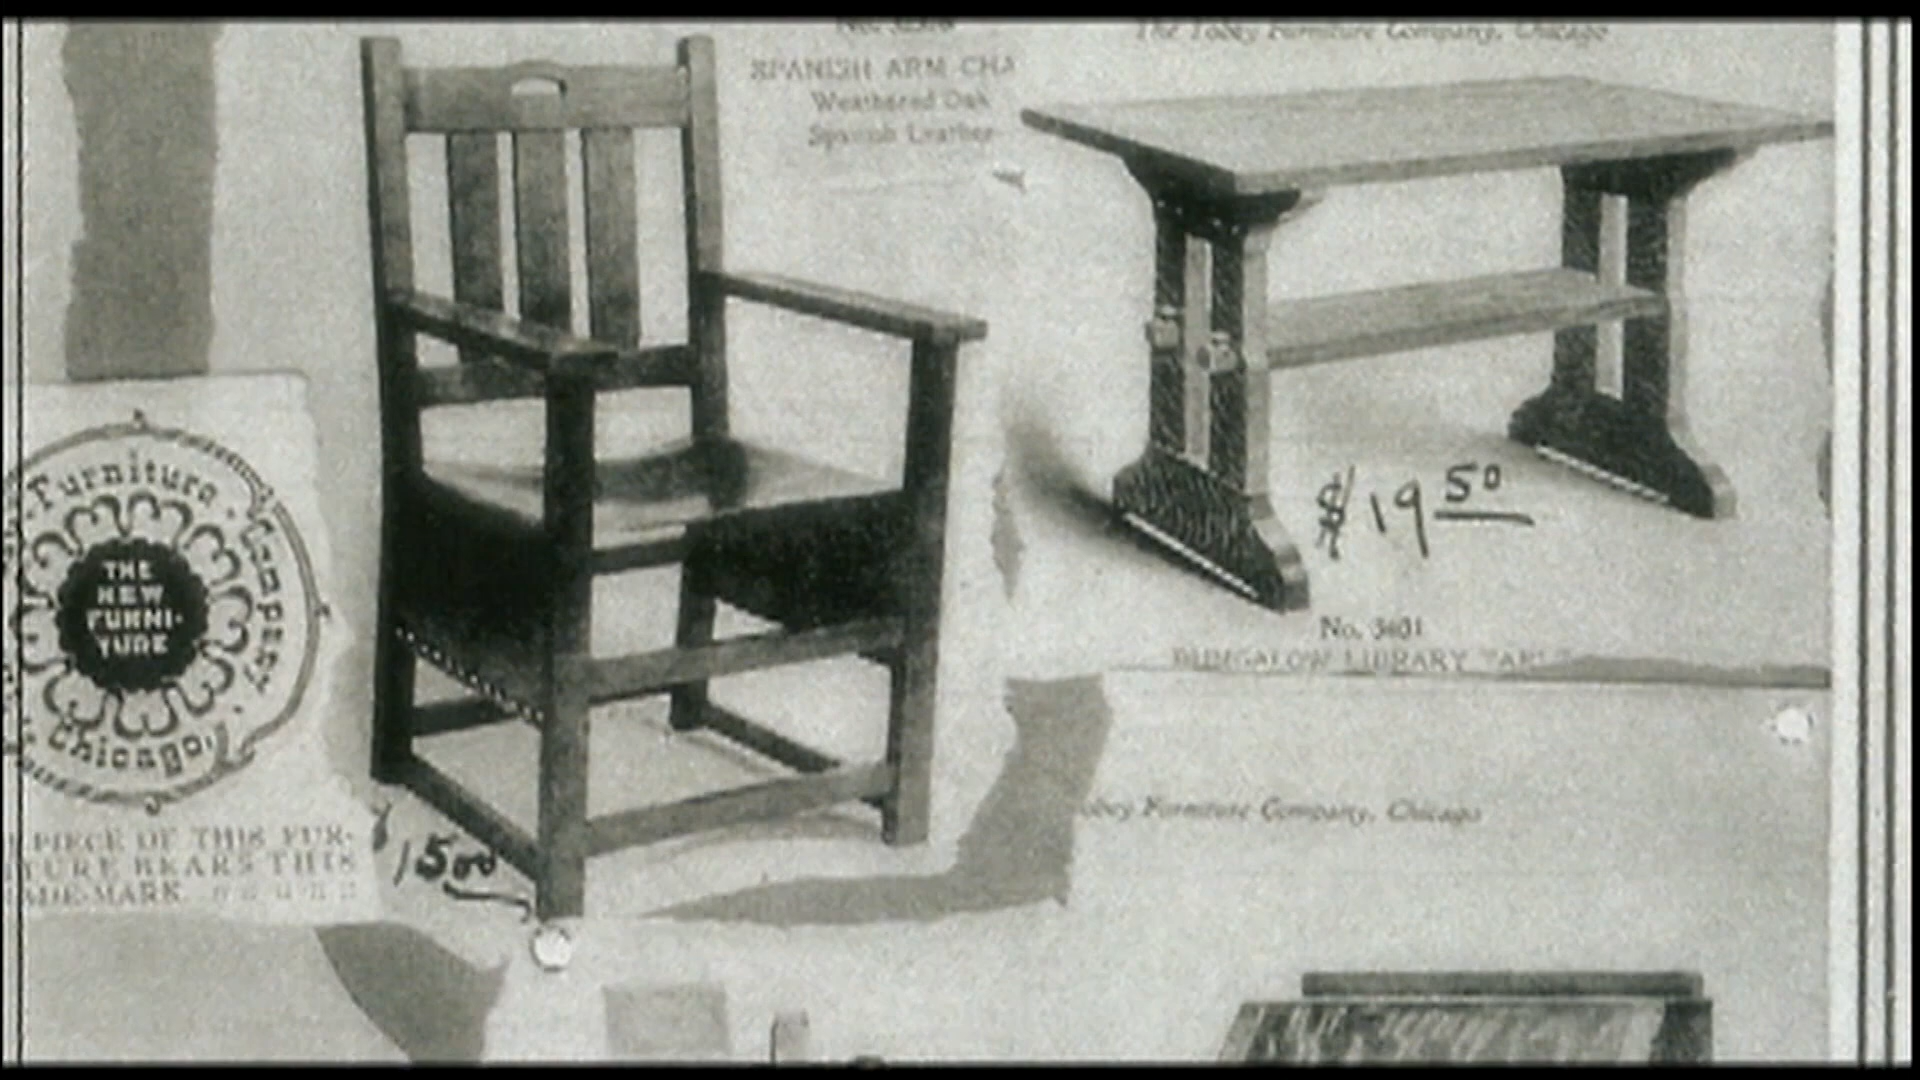 The Tobey Furniture Company, Chicago
SPANISH ARM CHA
Weathered Oak
Spanish Leather
$19 50
No. 3401
BUNGALOW LIBRARY TABLE
Furniture · Company ·
Chicago.
THE
NEW
FURNI-
TURE
PIECE OF THIS FUR-
TURE BEARS THIS
ADE-MARK.
$15 00
obey Furniture Company, Chicago